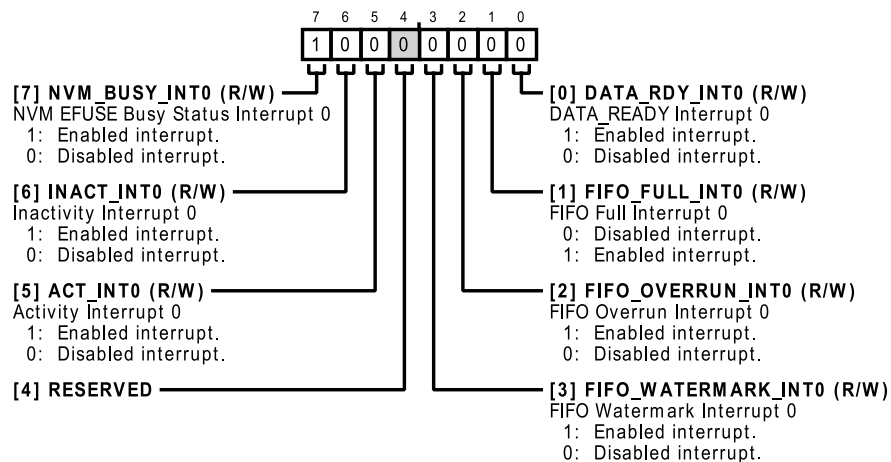 7 6 5 4 3 2 1 0
1 0 0 0 0 0 0 0
[7] NVM_BUSY_INT0 (R/W)
NVM EFUSE Busy Status Interrupt 0
1: Enabled interrupt.
0: Disabled interrupt.
[6] INACT_INT0 (R/W)
Inactivity Interrupt 0
1: Enabled interrupt.
0: Disabled interrupt.
[5] ACT_INT0 (R/W)
Activity Interrupt 0
1: Enabled interrupt.
0: Disabled interrupt.
[4] RESERVED
[0] DATA_RDY_INT0 (R/W)
DATA_READY Interrupt 0
1: Enabled interrupt.
0: Disabled interrupt.
[1] FIFO_FULL_INT0 (R/W)
FIFO Full Interrupt 0
0: Disabled interrupt.
1: Enabled interrupt.
[2] FIFO_OVERRUN_INT0 (R/W)
FIFO Overrun Interrupt 0
1: Enabled interrupt.
0: Disabled interrupt.
[3] FIFO_WATERMARK_INT0 (R/W)
FIFO Watermark Interrupt 0
1: Enabled interrupt.
0: Disabled interrupt.